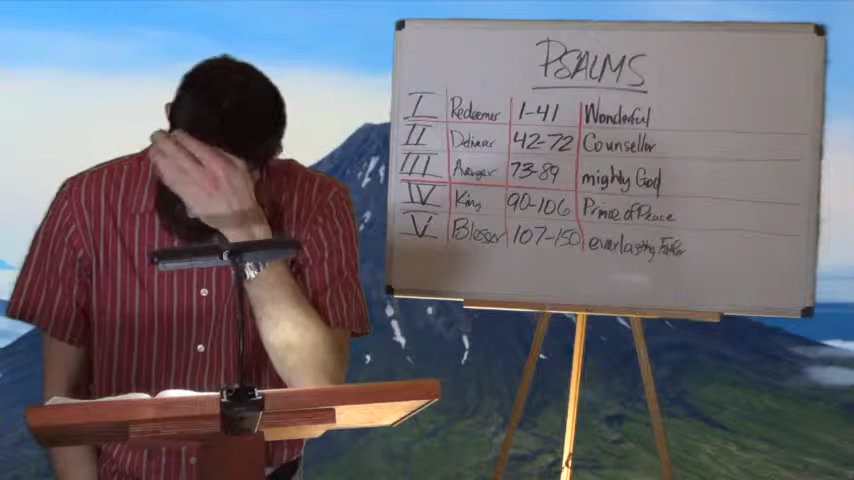 PSALMS
I Redeemer 1-41 Wonderful
II Deliverer 42-72 Counsellor
III Avenger 73-89 mighty God
IV King 90-106 Prince of Peace
V Blesser 107-150 everlasting Father